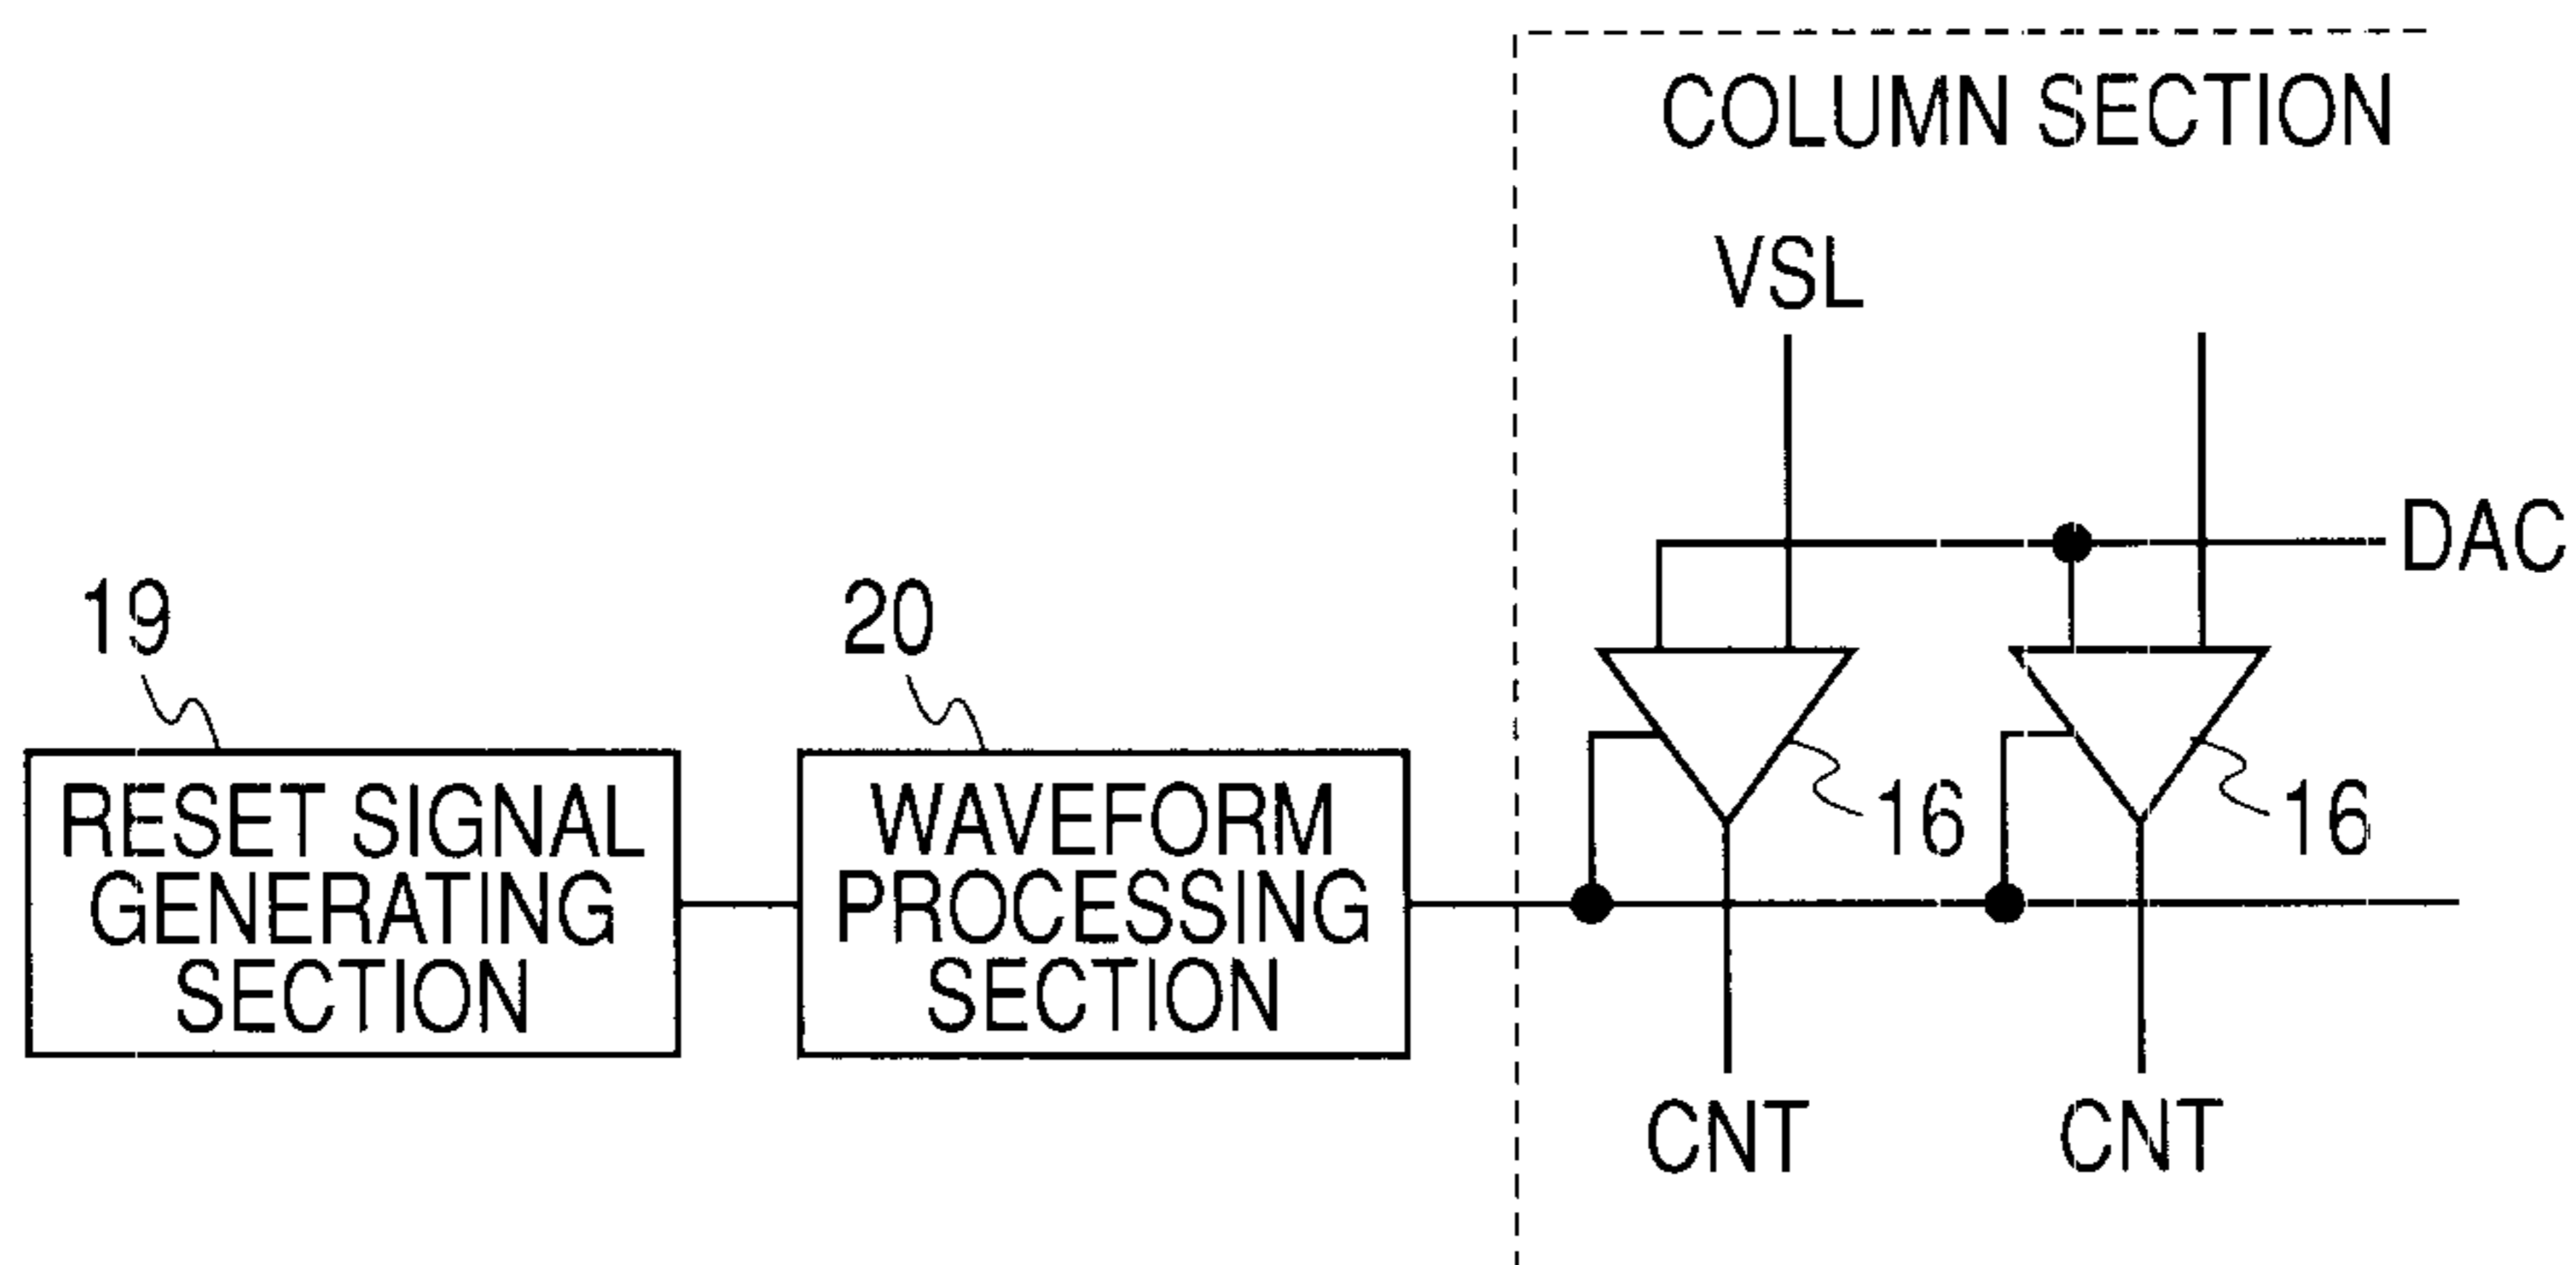 COLUMN SECTION
VSL
DAC
19
20
RESET SIGNAL
GENERATING
SECTION
WAVEFORM
PROCESSING
SECTION
16
16
CNT
CNT